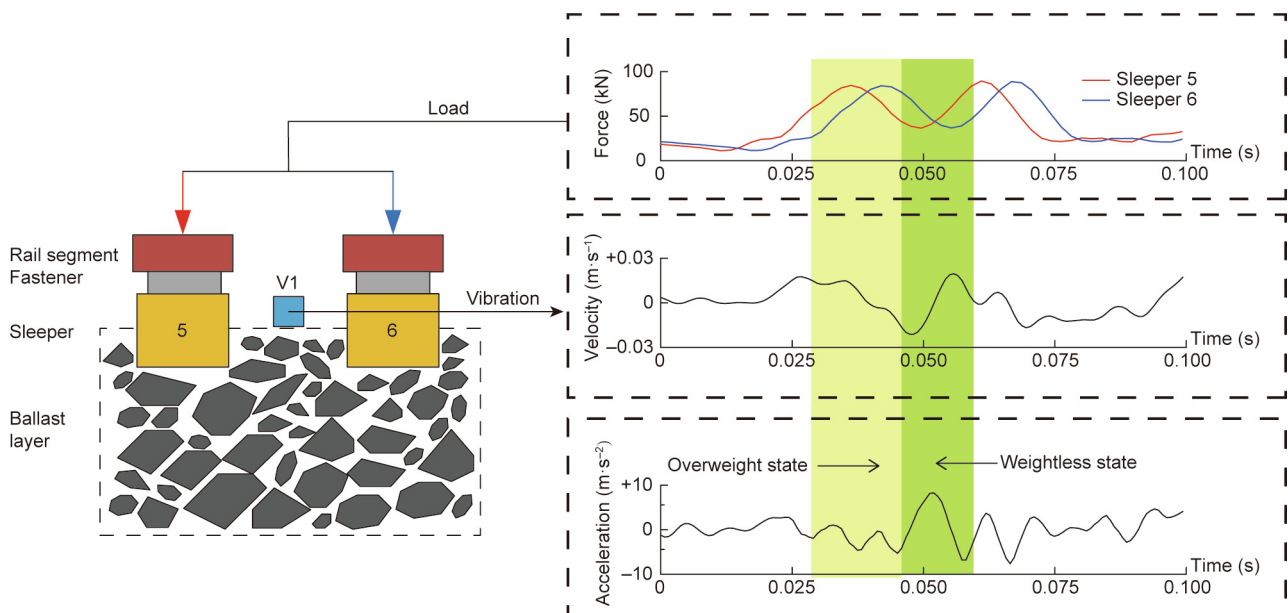 Load
Rail segment
Fastener
V1
Vibration
Sleeper
5
6
Ballast
layer
Force (kN)
100
50
0
Sleeper 5
Sleeper 6
Time (s)
0
0.025
0.050
0.075
0.100
Velocity (m·s⁻¹)
+0.03
0
–0.03
Time (s)
0
0.025
0.050
0.075
0.100
Acceleration (m·s⁻²)
Overweight state
Weightless state
+10
0
–10
Time (s)
0
0.025
0.050
0.075
0.100